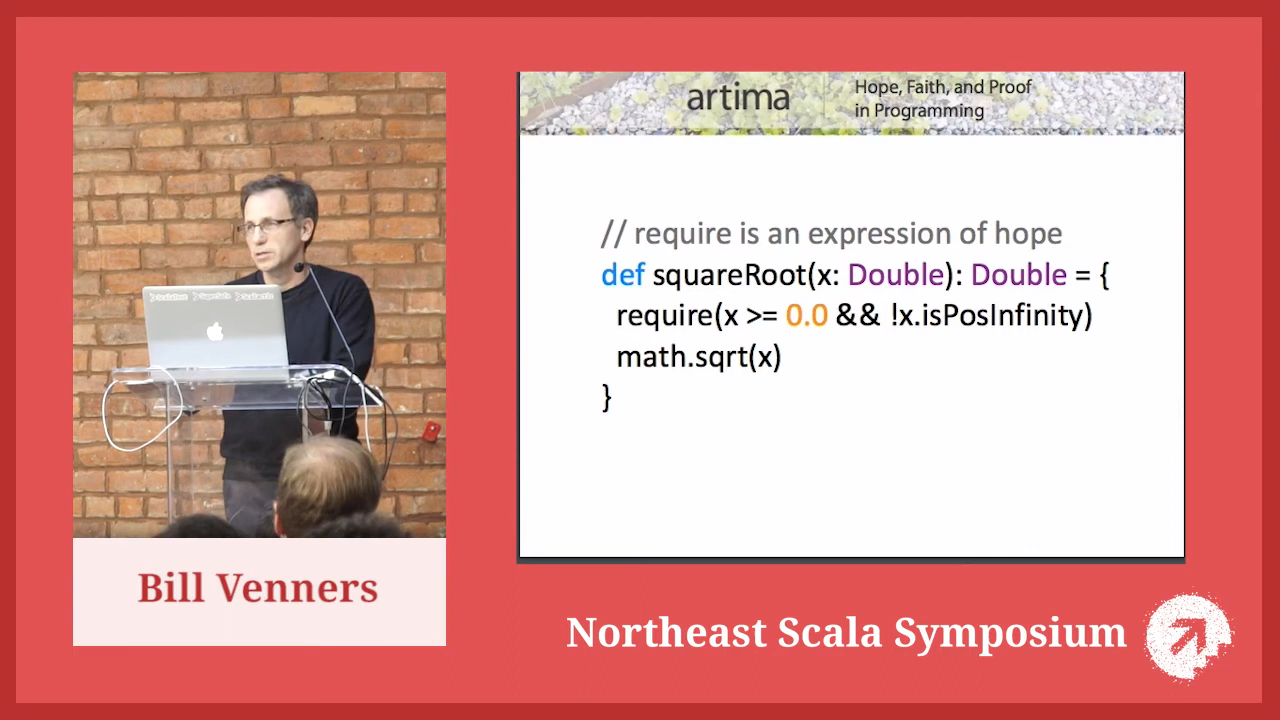 artima
Hope, Faith, and Proof
in Programming
// require is an expression of hope
def squareRoot(x: Double): Double = {
require(x >= 0.0 && !x.isPosInfinity)
math.sqrt(x)
}
Bill Venners
Northeast Scala Symposium